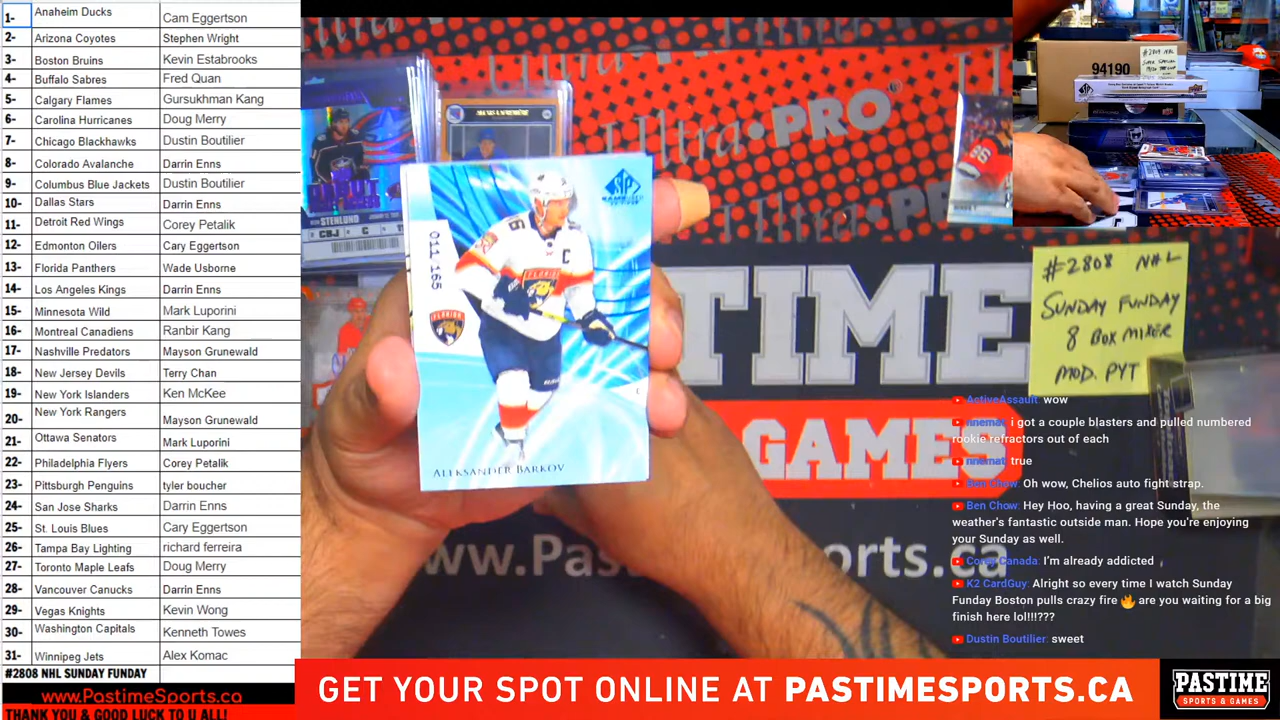 1- Anaheim Ducks Cam Eggertson
2- Arizona Coyotes Stephen Wright
3- Boston Bruins Kevin Estabrooks
4- Buffalo Sabres Fred Quan
5- Calgary Flames Gursukhman Kang
6- Carolina Hurricanes Doug Merry
7- Chicago Blackhawks Dustin Boutilier
8- Colorado Avalanche Darrin Enns
9- Columbus Blue Jackets Dustin Boutilier
10- Dallas Stars Darrin Enns
11- Detroit Red Wings Corey Petalik
12- Edmonton Oilers Cary Eggertson
13- Florida Panthers Wade Usborne
14- Los Angeles Kings Darrin Enns
15- Minnesota Wild Mark Luporini
16- Montreal Canadiens Ranbir Kang
17- Nashville Predators Mayson Grunewald
18- New Jersey Devils Terry Chan
19- New York Islanders Ken McKee
20- New York Rangers Mayson Grunewald
21- Ottawa Senators Mark Luporini
22- Philadelphia Flyers Corey Petalik
23- Pittsburgh Penguins tyler boucher
24- San Jose Sharks Darrin Enns
25- St. Louis Blues Cary Eggertson
26- Tampa Bay Lighting richard ferreira
27- Toronto Maple Leafs Doug Merry
28- Vancouver Canucks Darrin Enns
29- Vegas Knights Kevin Wong
30- Washington Capitals Kenneth Towes
31- Winnipeg Jets Alex Komac
#2808 NHL SUNDAY FUNDAY
www.PastimeSports.ca
THANK YOU & GOOD LUCK TO U ALL!
Ultra PRO
SP
011/165
C
FLORIDA
ALEKSANDER BARKOV
CBJ C
TIME
GAMES
94190
#2808 NHL
SUNDAY FUNDAY
8 BOX MIXER
MOD. PYT
ActiveAssault: wow
nnemat: i got a couple blasters and pulled numbered
rookie refractors out of each
nnemat: true
Ben Chow: Oh wow, Chelios auto fight strap.
Ben Chow: Hey Hoo, having a great Sunday, the
weather's fantastic outside man. Hope you're enjoying
your Sunday as well.
Corey Canada: I'm already addicted
K2 CardGuy: Alright so every time I watch Sunday
Funday Boston pulls crazy fire 🔥 are you waiting for a big
finish here lol!!!???
Dustin Boutilier: sweet
GET YOUR SPOT ONLINE AT PASTIMESPORTS.CA
PASTIME
SPORTS & GAMES